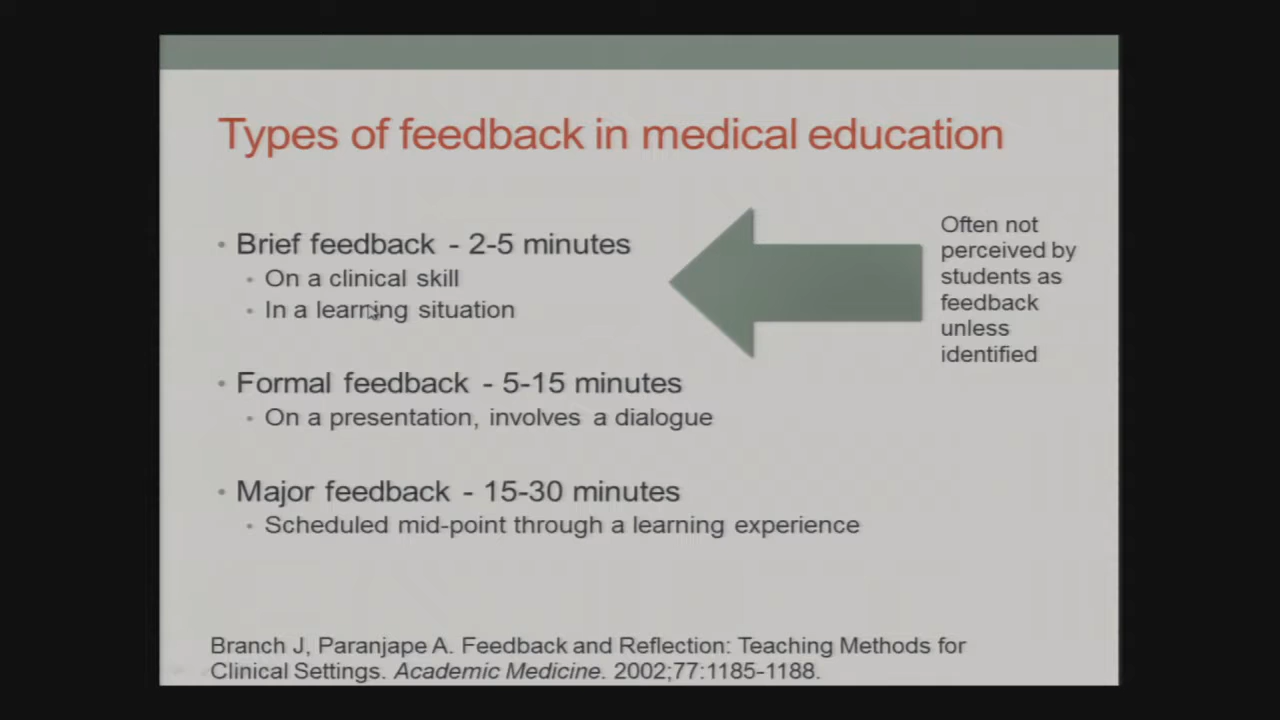 Types of feedback in medical education
• Brief feedback - 2-5 minutes
• On a clinical skill
• In a learning situation
Often not
perceived by
students as
feedback
unless
identified
• Formal feedback - 5-15 minutes
• On a presentation, involves a dialogue
• Major feedback - 15-30 minutes
• Scheduled mid-point through a learning experience
Branch J, Paranjape A. Feedback and Reflection: Teaching Methods for
Clinical Settings. Academic Medicine. 2002;77:1185-1188.